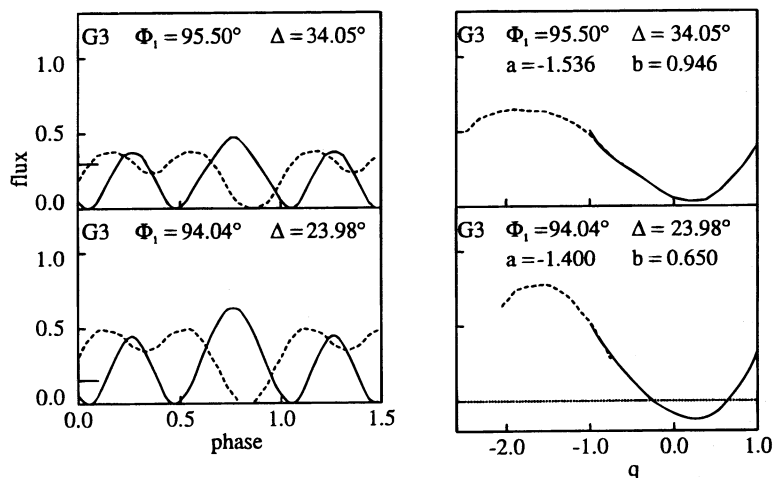 G3 Φ₁=95.50° Δ = 34.05°
1.0
0.5
0.0
flux
G3 Φ₁=94.04° Δ = 23.98°
1.0
0.5
0.0
0.0 0.5 1.0 1.5
phase
G3 Φ₁=95.50° Δ = 34.05°
a=-1.536 b = 0.946
G3 Φ₁=94.04° Δ = 23.98°
a=-1.400 b = 0.650
-2.0 -1.0 0.0 1.0
q